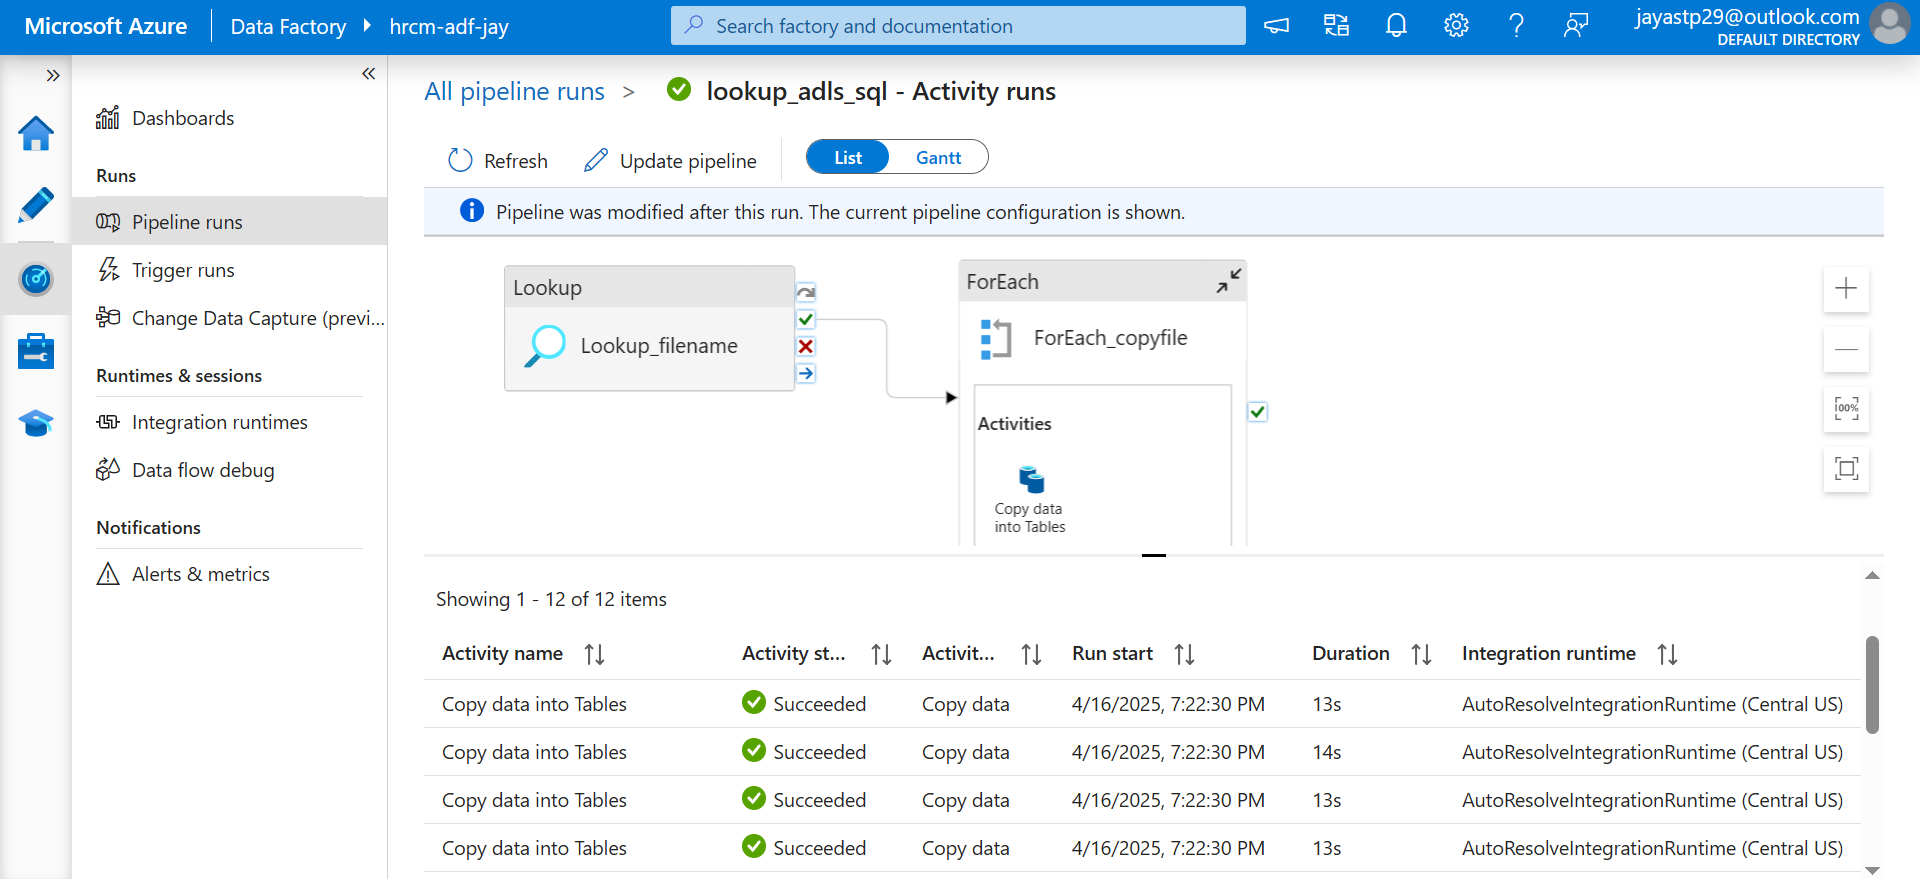 Microsoft Azure
Data Factory
hrcm-adf-jay
Search factory and documentation
jayastp29@outlook.com
DEFAULT DIRECTORY
Dashboards
Runs
Pipeline runs
Trigger runs
Change Data Capture (previ...
Runtimes & sessions
Integration runtimes
Data flow debug
Notifications
Alerts & metrics
All pipeline runs > lookup_adls_sql - Activity runs
Refresh
Update pipeline
List
Gantt
Pipeline was modified after this run. The current pipeline configuration is shown.
Lookup
Lookup_filename
ForEach
ForEach_copyfile
Activities
Copy data
into Tables
100%
Showing 1 - 12 of 12 items
Activity name Activity st... Activit... Run start Duration Integration runtime
Copy data into Tables Succeeded Copy data 4/16/2025, 7:22:30 PM 13s AutoResolveIntegrationRuntime (Central US)
Copy data into Tables Succeeded Copy data 4/16/2025, 7:22:30 PM 14s AutoResolveIntegrationRuntime (Central US)
Copy data into Tables Succeeded Copy data 4/16/2025, 7:22:30 PM 13s AutoResolveIntegrationRuntime (Central US)
Copy data into Tables Succeeded Copy data 4/16/2025, 7:22:30 PM 13s AutoResolveIntegrationRuntime (Central US)